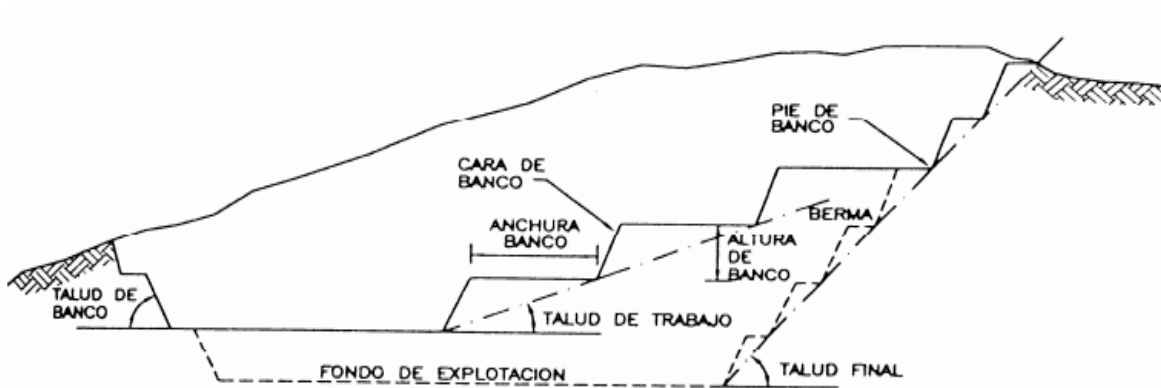 PIE DE
BANCO
CARA DE
BANCO
ANCHURA
BANCO
BERMA
ALTURA
DE
BANCO
TALUD DE
BANCO
TALUD DE TRABAJO
FONDO DE EXPLOTACION
TALUD FINAL